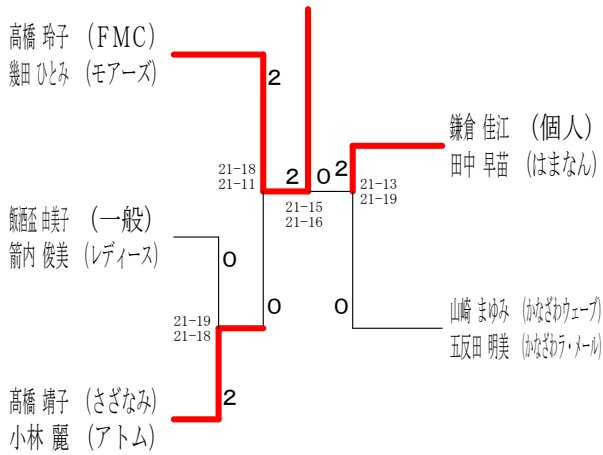 高橋 玲子 (FMC)
幾田 ひとみ (モアーズ)
2
鎌倉 佳江 (個人)
田中 早苗 (はまなん)
21-18
21-11
2
0
2
21-13
21-19
21-15
21-16
飯酒盃 由美子 (一般)
箭内 俊美 (レディース)
0
0
0
山崎 まゆみ (かなざわウェーブ)
五反田 明美 (かなざわラ・メール)
21-19
21-18
髙橋 靖子 (さざなみ)
小林 麗 (アトム)
2